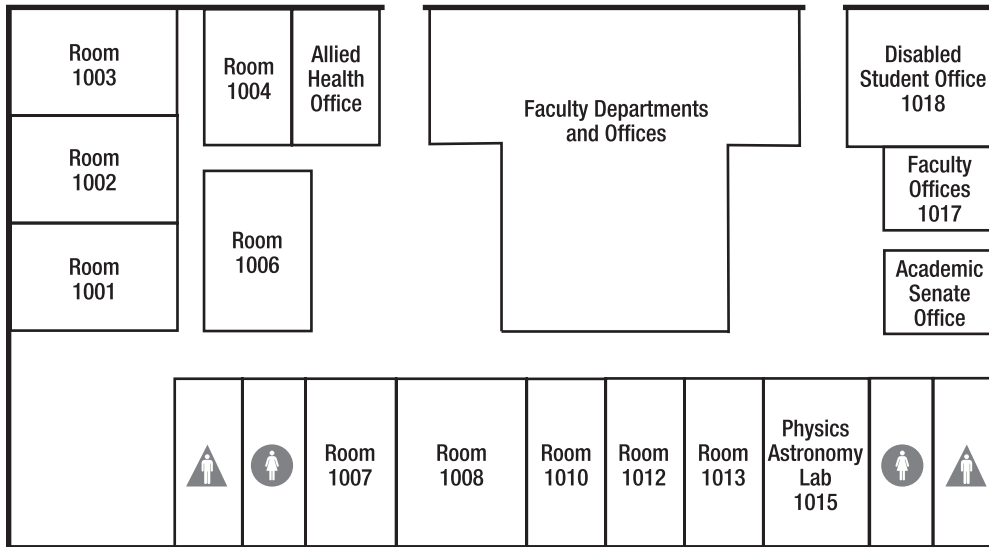 Room
1003
Room
1004
Allied
Health
Office
Faculty Departments
and Offices
Disabled
Student Office
1018
Room
1002
Faculty
Offices
1017
Room
1006
Room
1001
Academic
Senate
Office
Room
1007
Room
1008
Room
1010
Room
1012
Room
1013
Physics
Astronomy
Lab
1015